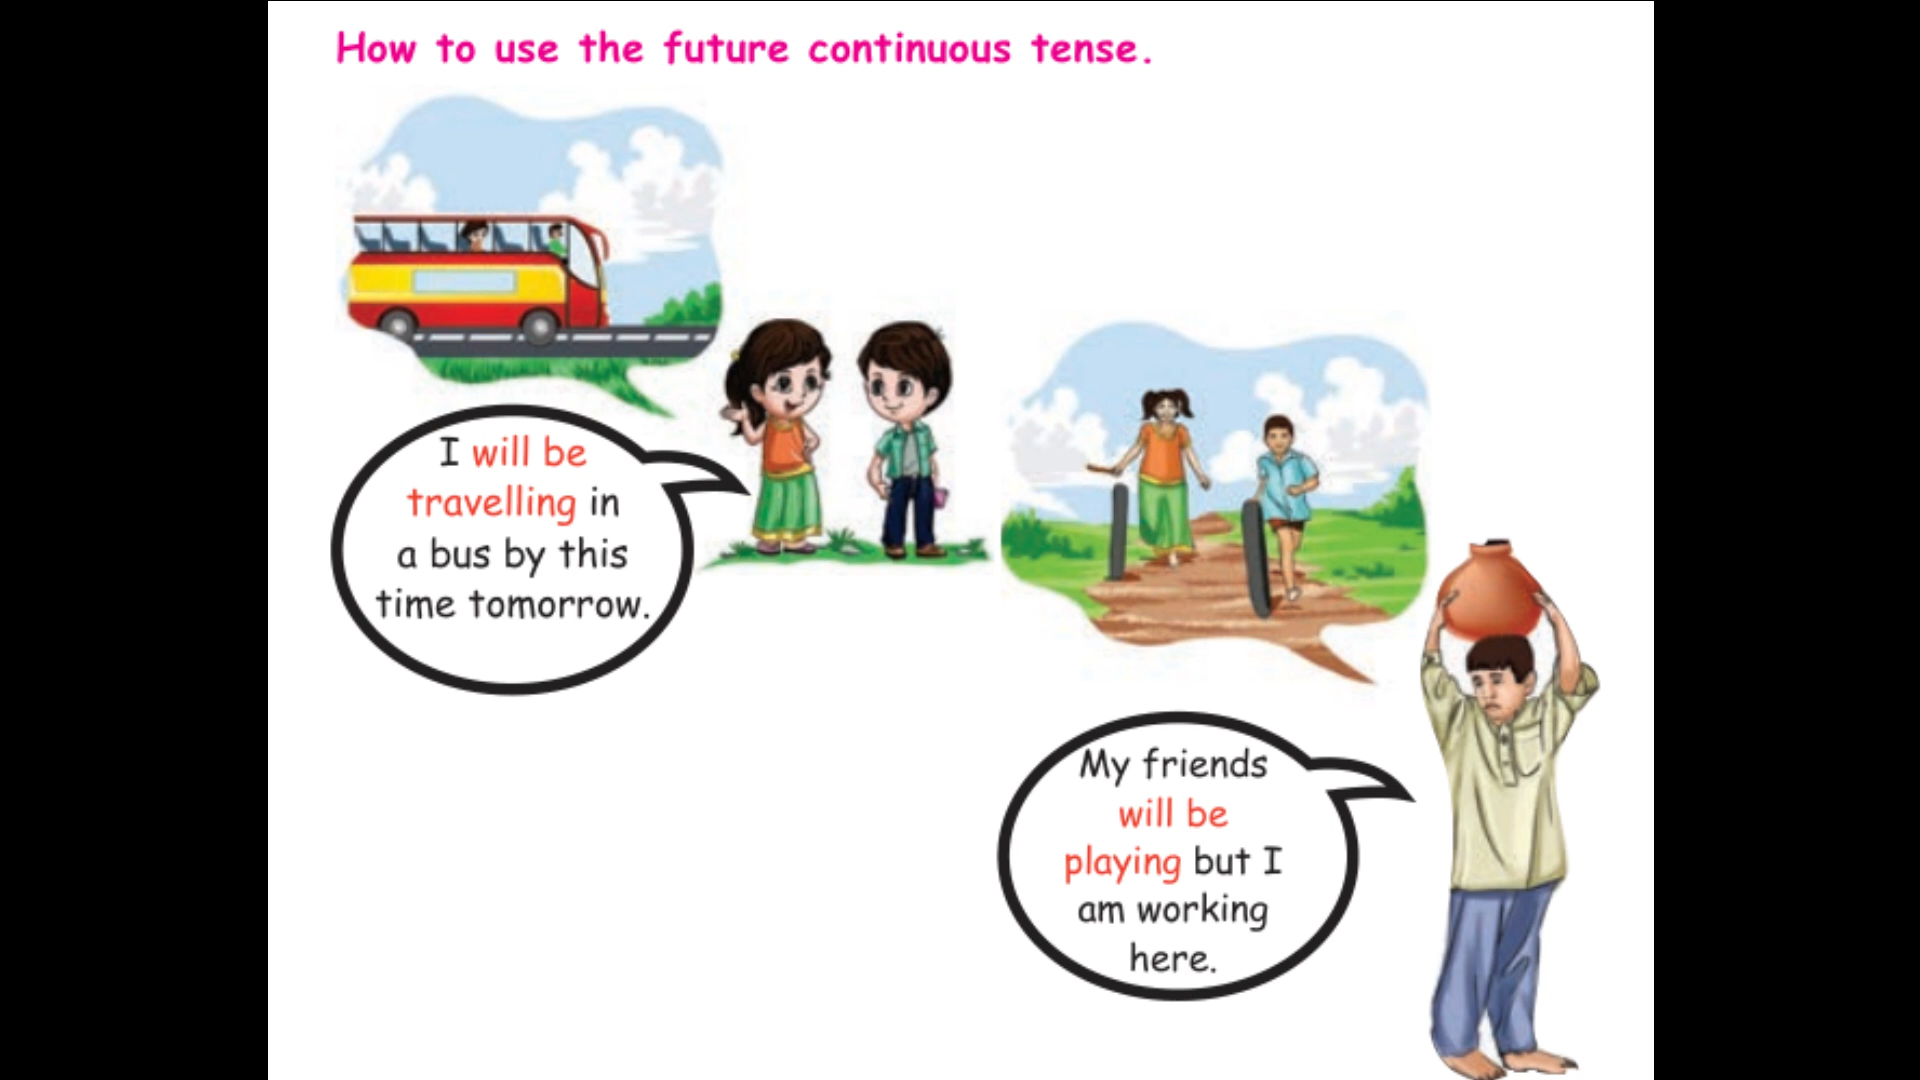 How to use the future continuous tense.
I will be
travelling in
a bus by this
time tomorrow.
My friends
will be
playing but I
am working
here.